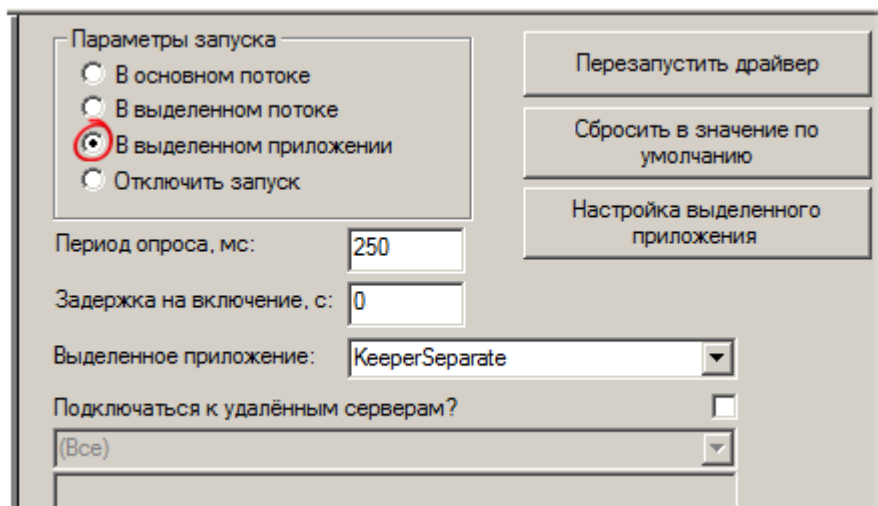 Параметры запуска
В основном потоке
В выделенном потоке
В выделенном приложении
Отключить запуск
Перезапустить драйвер
Сбросить в значение по
умолчанию
Настройка выделенного
приложения
Период опроса, мс:
250
Задержка на включение, с:
0
Выделенное приложение:
KeeperSeparate
Подключаться к удалённым серверам?
(Все)